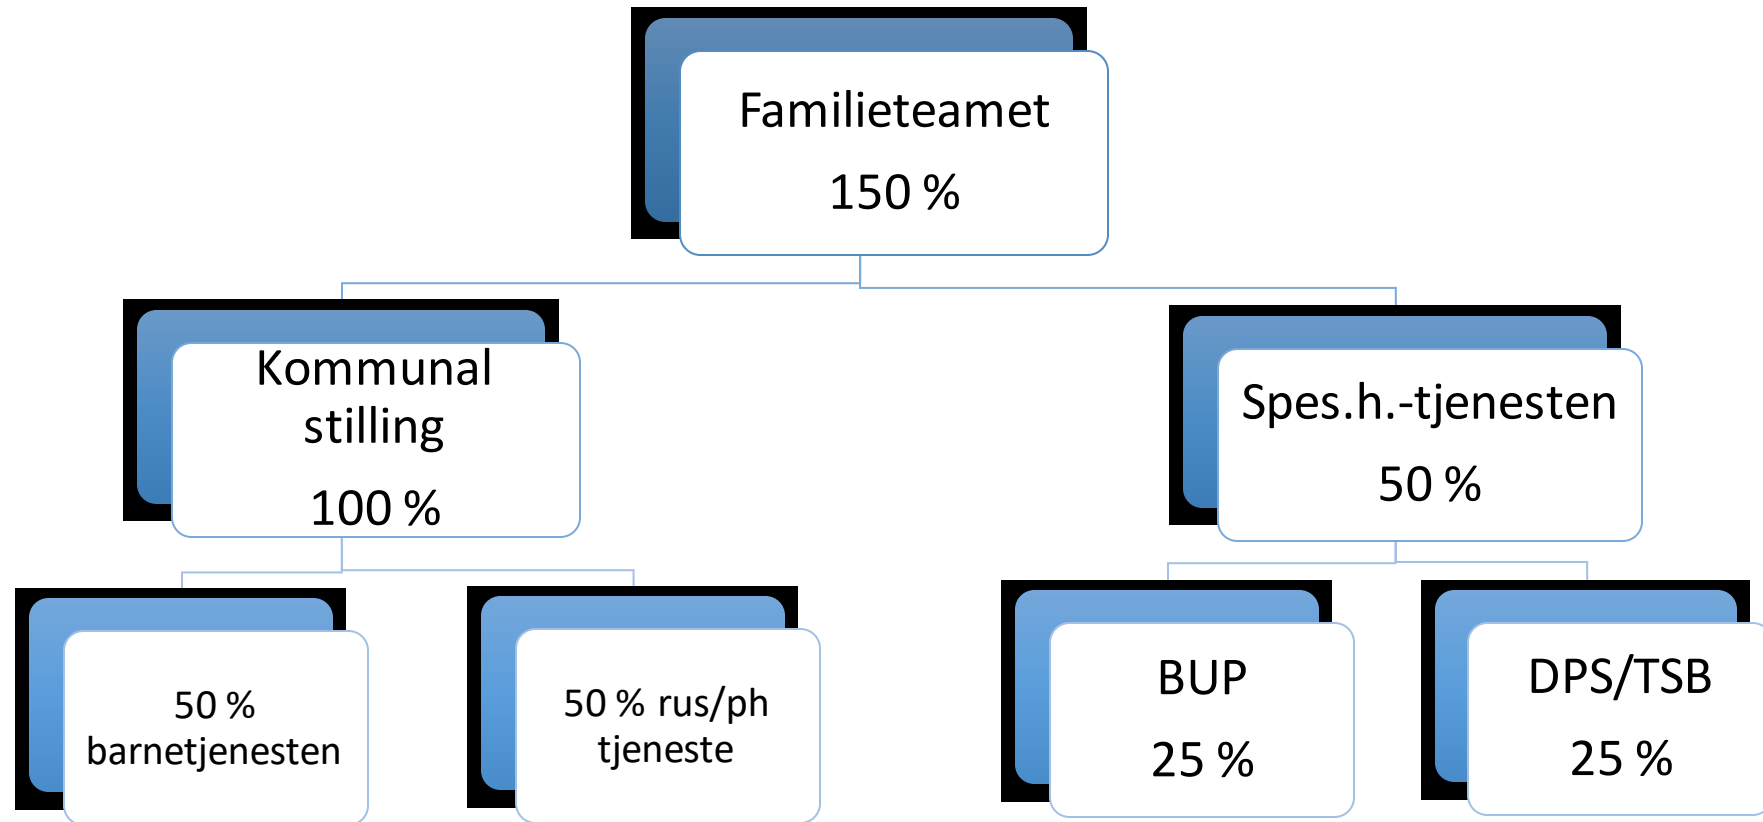 Familieteamet
150 %
Kommunal
stilling
100 %
Spes.h.-tjenesten
50 %
50 %
barnetjenesten
50 % rus/ph
tjeneste
BUP
25 %
DPS/TSB
25 %